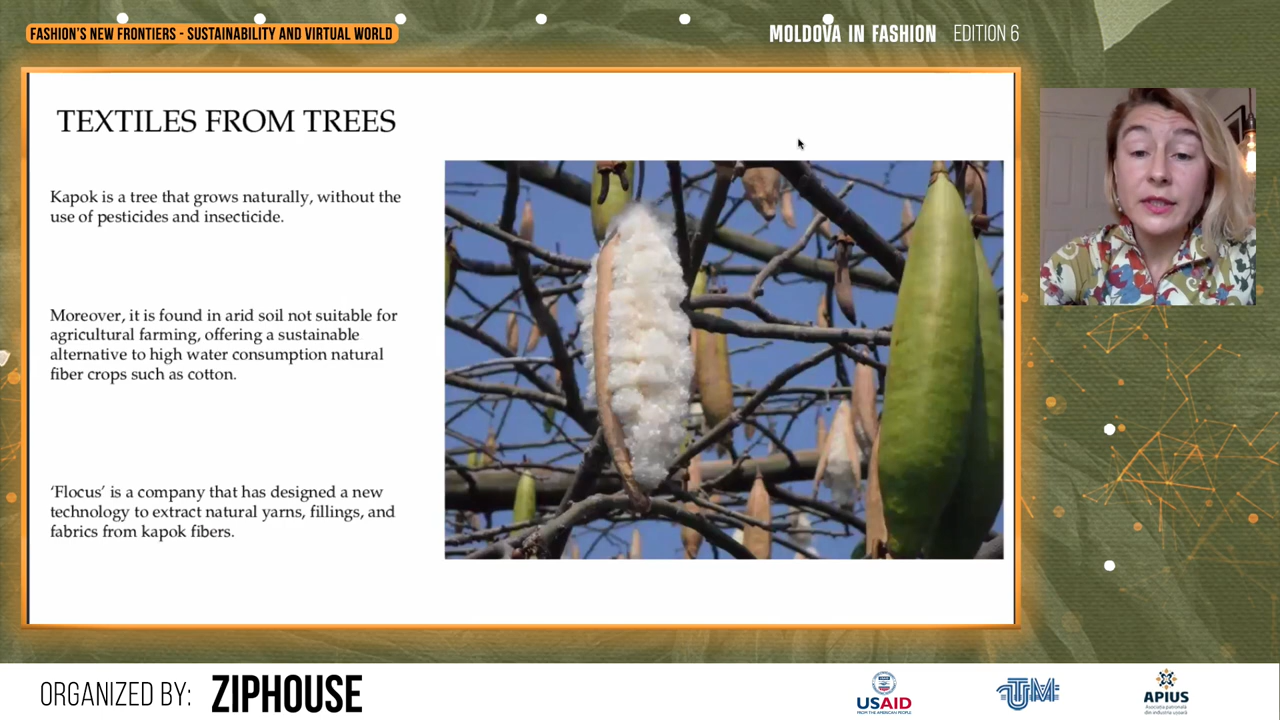 FASHION'S NEW FRONTIERS - SUSTAINABILITY AND VIRTUAL WORLD
MOLDOVA IN FASHION EDITION 6
TEXTILES FROM TREES
Kapok is a tree that grows naturally, without the
use of pesticides and insecticide.
Moreover, it is found in arid soil not suitable for
agricultural farming, offering a sustainable
alternative to high water consumption natural
fiber crops such as cotton.
‘Flocus’ is a company that has designed a new
technology to extract natural yarns, fillings, and
fabrics from kapok fibers.
ORGANIZED BY: ZIPHOUSE
USAID
FROM THE AMERICAN PEOPLE
UTM
APIUS
Asociația patronală
din industria ușoară